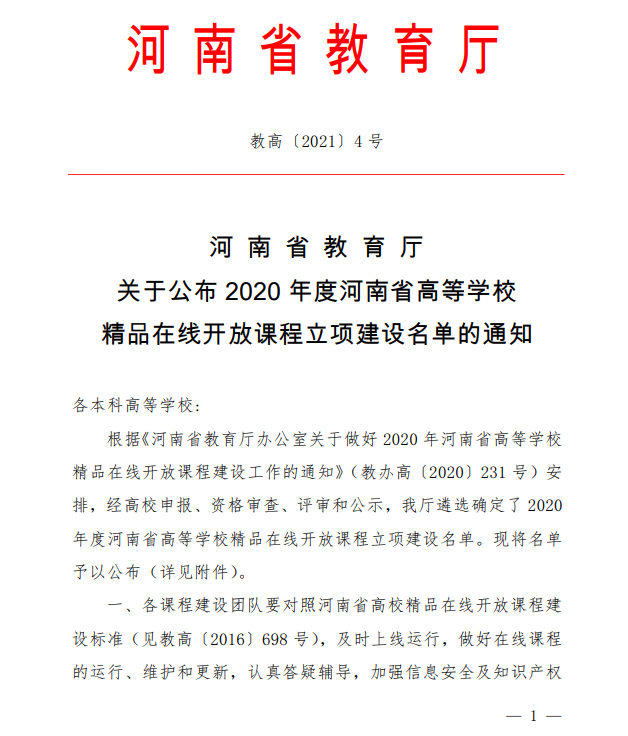 河南省教育厅
教高〔2021〕4 号
河南省教育厅
关于公布 2020 年度河南省高等学校
精品在线开放课程立项建设名单的通知
各本科高等学校:
根据《河南省教育厅办公室关于做好 2020 年河南省高等学校
精品在线开放课程建设工作的通知》（教办高〔2020〕231 号）安
排，经高校申报、资格审查、评审和公示，我厅遴选确定了 2020
年度河南省高等学校精品在线开放课程立项建设名单。现将名单
予以公布（详见附件）。
一、各课程建设团队要对照河南省高校精品在线开放课程建
设标准（见教高〔2016〕698 号），及时上线运行，做好在线课程
的运行、维护和更新，认真答疑辅导，加强信息安全及知识产权
— 1 —